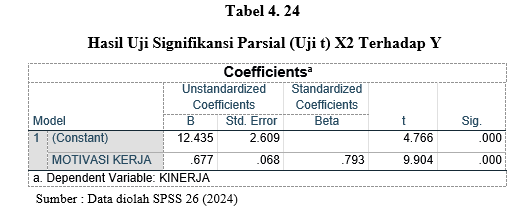 Tabel 4. 24
Hasil Uji Signifikansi Parsial (Uji t) X2 Terhadap Y
Coefficientsᵃ
Unstandardized Coefficients Standardized Coefficients
Model B Std. Error Beta t Sig.
1 (Constant) 12.435 2.609 4.766 .000
MOTIVASI KERJA .677 .068 .793 9.904 .000
a. Dependent Variable: KINERJA
Sumber : Data diolah SPSS 26 (2024)